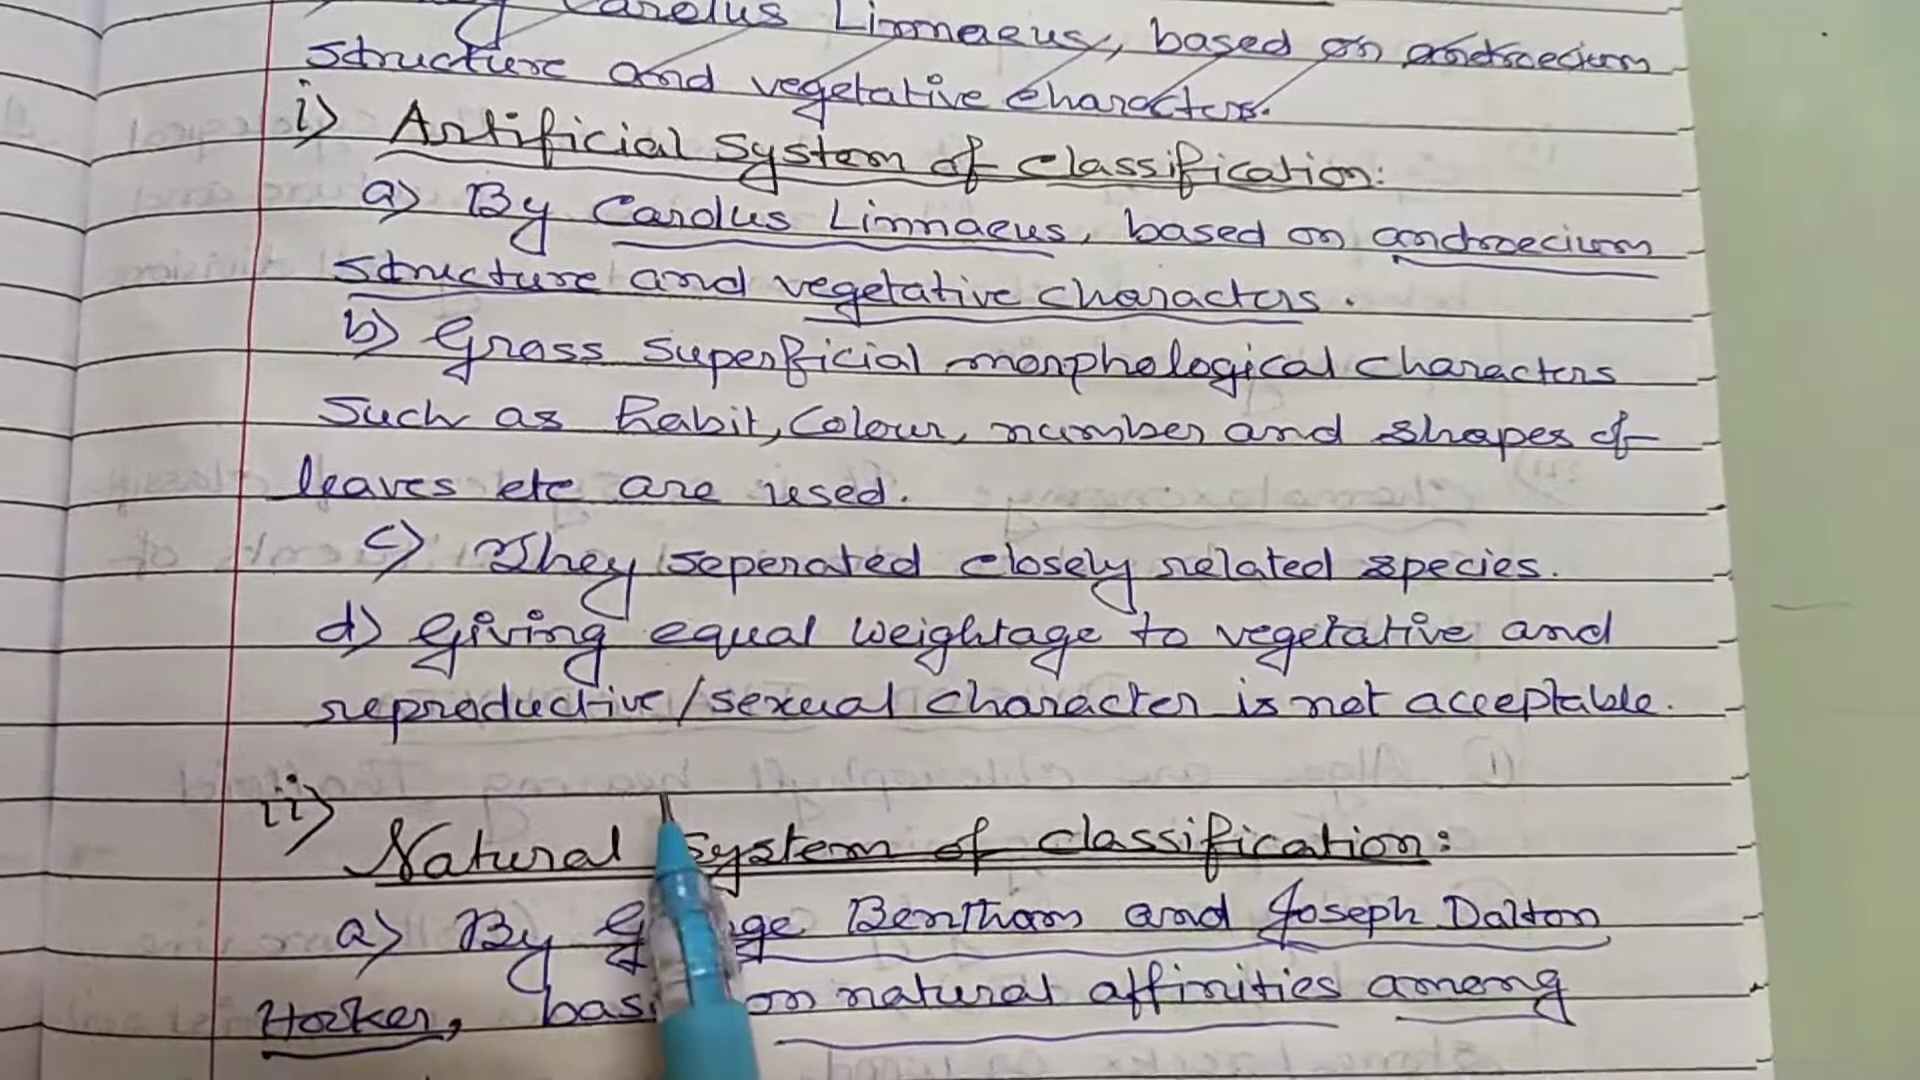 Carolus Linnaeus, based on androecium
structure and vegetative characters.
i) Artificial System of classification:
a) By Carolus Linnaeus, based on androecium
structure and vegetative characters.
b) Gross superficial morphological characters
such as habit, colour, number and shapes of
leaves etc are used.
c) They seperated closely related species.
d) Giving equal weightage to vegetative and
reproductive/sexual character is not acceptable.
ii)
Natural system of classification:
a) By Bentham and Joseph Dalton
Hooker, on natural affinities among